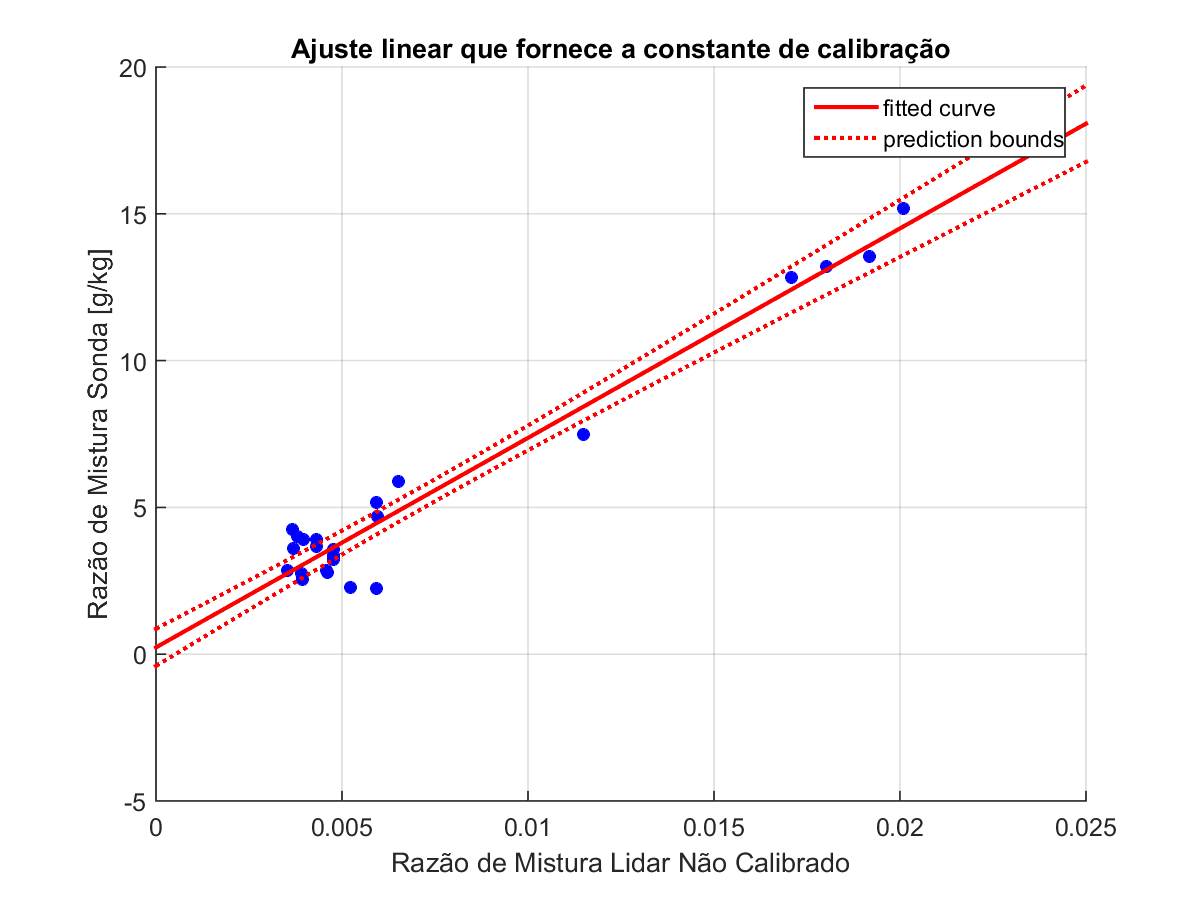 Ajuste linear que fornece a constante de calibração
fitted curve
prediction bounds
20
15
10
5
0
-5
0
0.005
0.01
0.015
0.02
0.025
Razão de Mistura Sonda [g/kg]
Razão de Mistura Lidar Não Calibrado